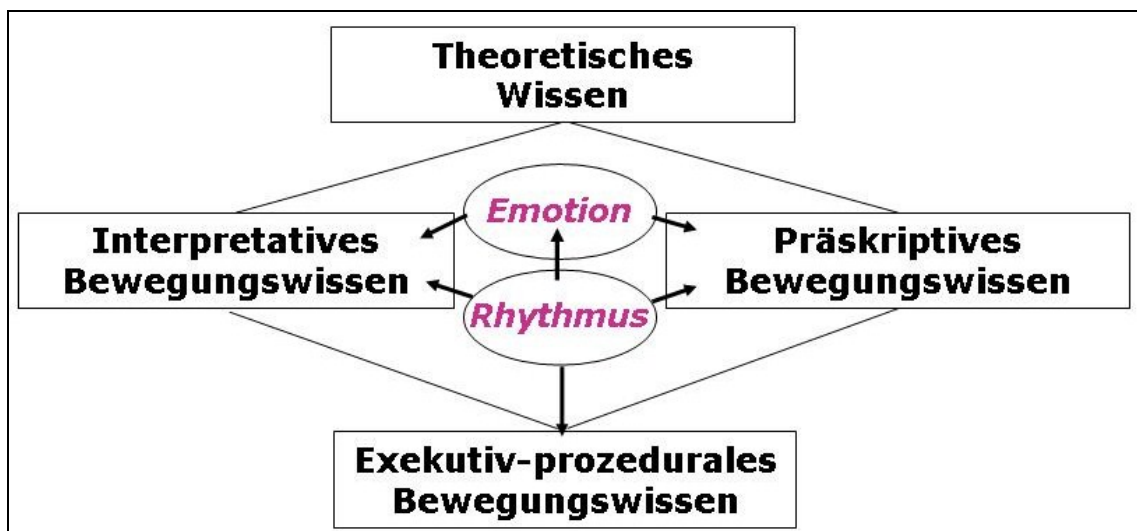 Theoretisches
Wissen
Emotion
Interpretatives
Bewegungswissen
Präskriptives
Bewegungswissen
Rhythmus
Exekutiv-prozedurales
Bewegungswissen